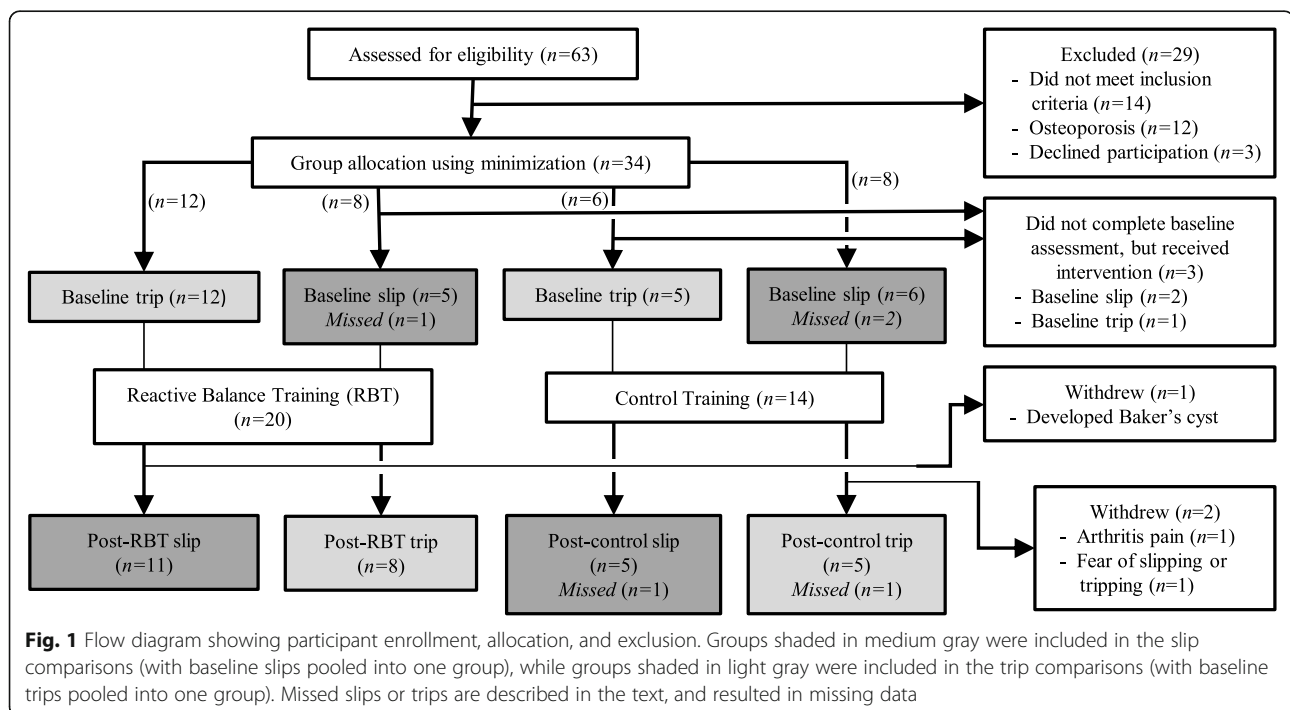 Assessed for eligibility (n=63)
Excluded (n=29)
- Did not meet inclusion
criteria (n=14)
- Osteoporosis (n=12)
- Declined participation (n=3)
Group allocation using minimization (n=34)
(n=12)
(n=8)
(n=6)
(n=8)
Did not complete baseline
assessment, but received
intervention (n=3)
- Baseline slip (n=2)
- Baseline trip (n=1)
Baseline trip (n=12)
Baseline slip (n=5)
Missed (n=1)
Baseline trip (n=5)
Baseline slip (n=6)
Missed (n=2)
Reactive Balance Training (RBT)
(n=20)
Control Training (n=14)
Withdrew (n=1)
- Developed Baker's cyst
Post-RBT slip
(n=11)
Post-RBT trip
(n=8)
Post-control slip
(n=5)
Missed (n=1)
Post-control trip
(n=5)
Missed (n=1)
Withdrew (n=2)
- Arthritis pain (n=1)
- Fear of slipping or
tripping (n=1)
Fig. 1 Flow diagram showing participant enrollment, allocation, and exclusion. Groups shaded in medium gray were included in the slip
comparisons (with baseline slips pooled into one group), while groups shaded in light gray were included in the trip comparisons (with baseline
trips pooled into one group). Missed slips or trips are described in the text, and resulted in missing data